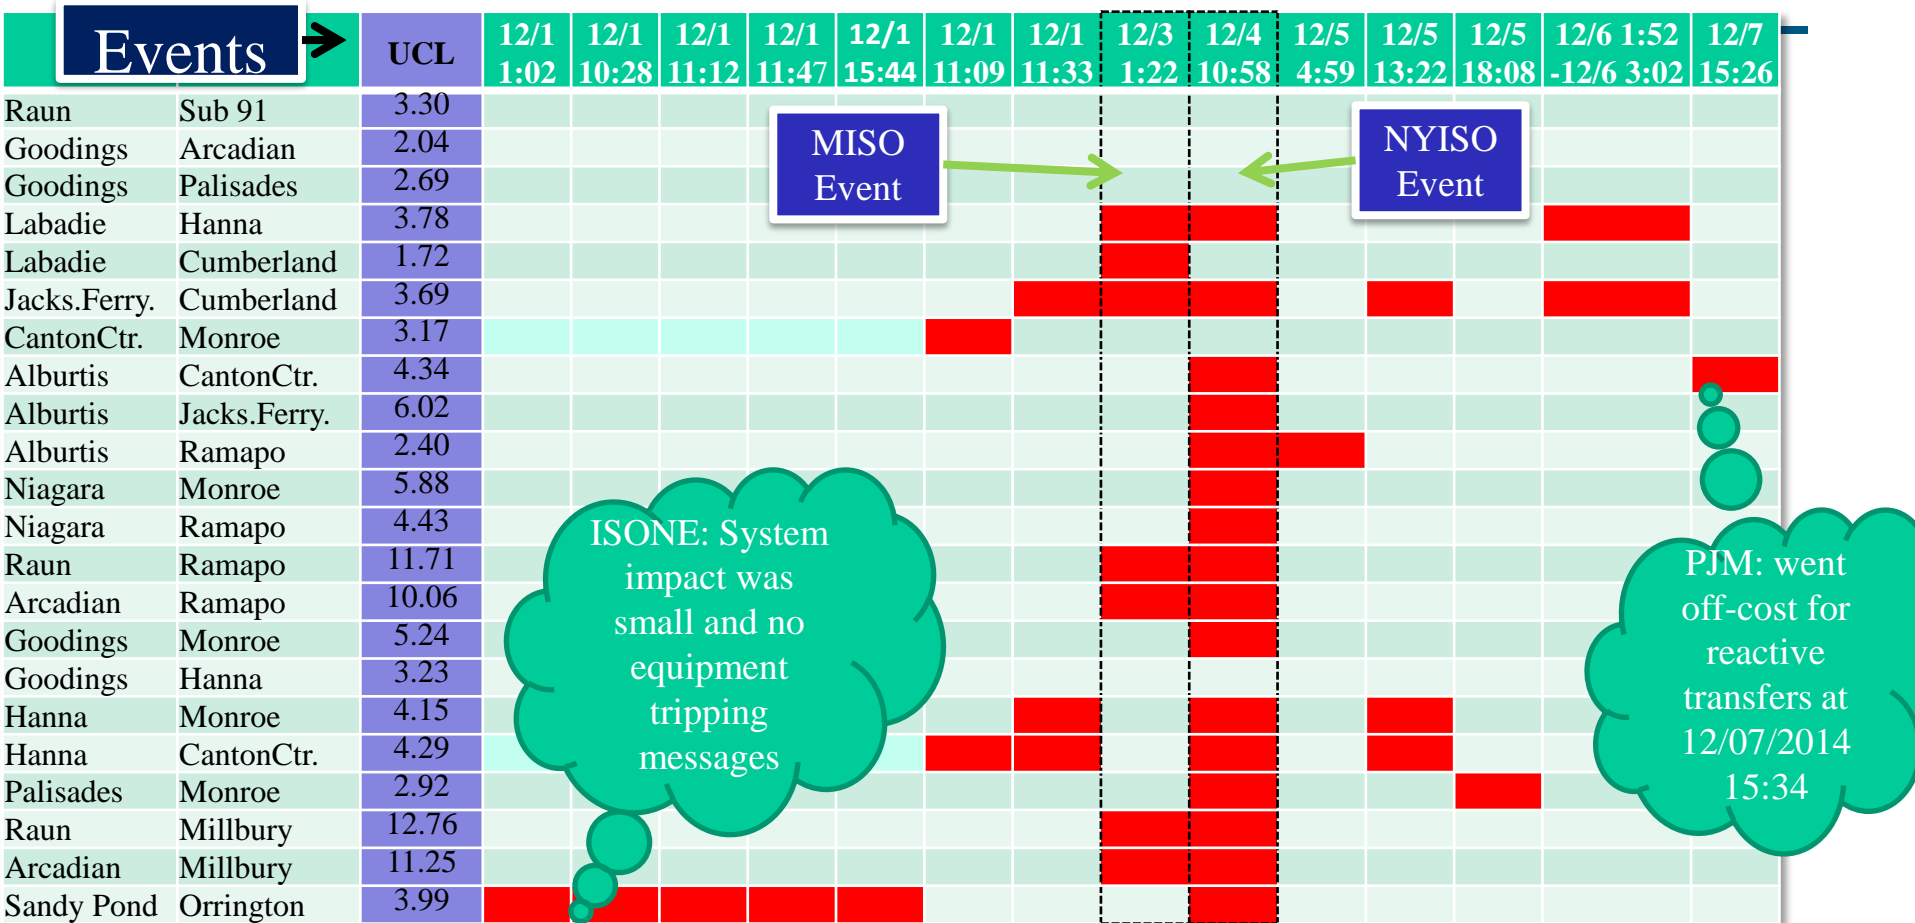 Events
UCL
12/1 1:02
12/1 10:28
12/1 11:12
12/1 11:47
12/1 15:44
12/1 11:09
12/1 11:33
12/3 1:22
12/4 10:58
12/5 4:59
12/5 13:22
12/5 18:08
12/6 1:52 -12/6 3:02
12/7 15:26
Raun Sub 91 3.30
Goodings Arcadian 2.04
Goodings Palisades 2.69
Labadie Hanna 3.78
Labadie Cumberland 1.72
Jacks.Ferry. Cumberland 3.69
CantonCtr. Monroe 3.17
Alburtis CantonCtr. 4.34
Alburtis Jacks.Ferry. 6.02
Alburtis Ramapo 2.40
Niagara Monroe 5.88
Niagara Ramapo 4.43
Raun Ramapo 11.71
Arcadian Ramapo 10.06
Goodings Monroe 5.24
Goodings Hanna 3.23
Hanna Monroe 4.15
Hanna CantonCtr. 4.29
Palisades Monroe 2.92
Raun Millbury 12.76
Arcadian Millbury 11.25
Sandy Pond Orrington 3.99
MISO
Event
NYISO
Event
ISONE: System
impact was
small and no
equipment
tripping
messages
PJM: went
off-cost for
reactive
transfers at
12/07/2014
15:34